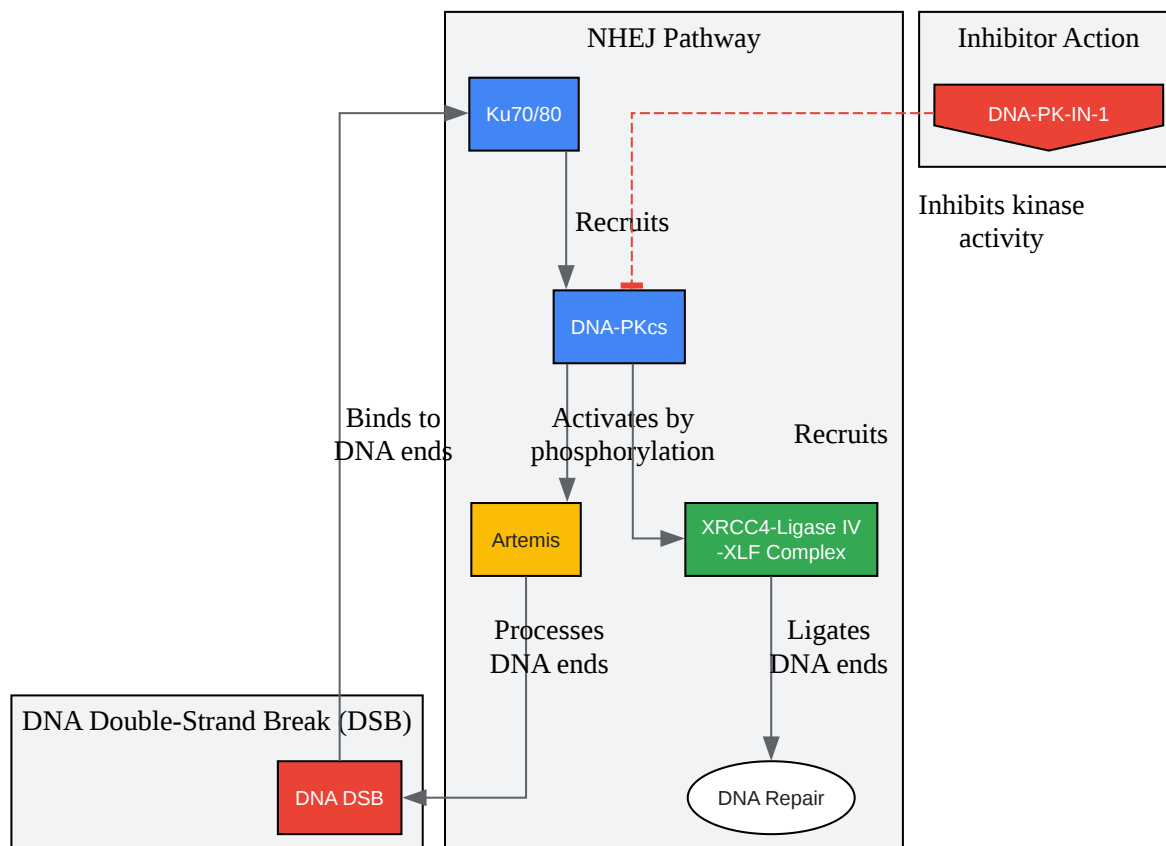 NHEJ Pathway
Inhibitor Action
Ku70/80
DNA-PK-IN-1
Recruits
Inhibits kinase
activity
DNA-PKcs
Binds to
DNA ends
Activates by
phosphorylation
Recruits
Artemis
XRCC4-Ligase IV
-XLF Complex
Processes
DNA ends
Ligates
DNA ends
DNA Double-Strand Break (DSB)
DNA DSB
DNA Repair